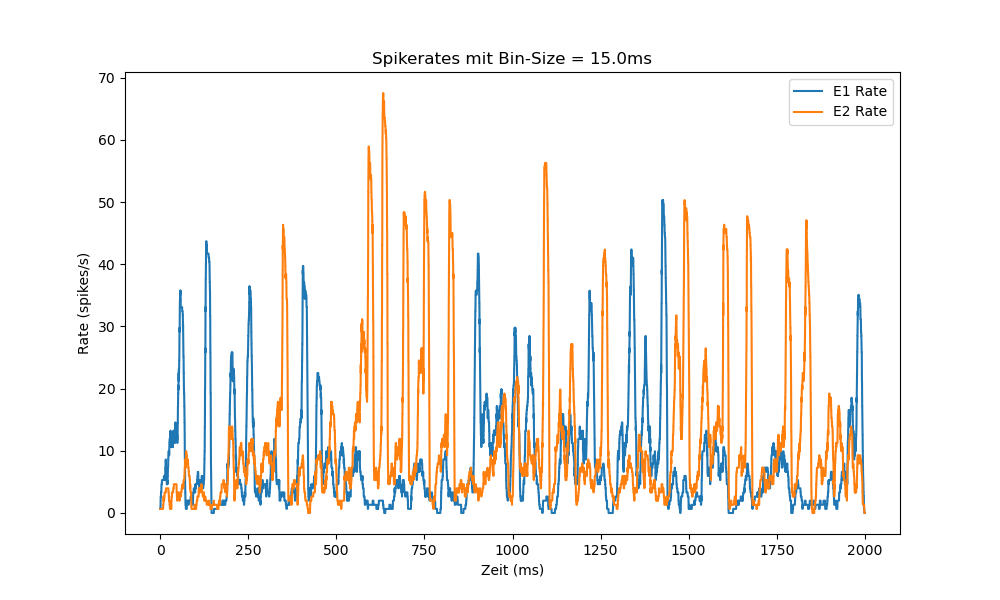 Spikerates mit Bin-Size = 15.0ms
E1 Rate
E2 Rate
70
60
50
40
30
20
10
0
Rate (spikes/s)
0 250 500 750 1000 1250 1500 1750 2000
Zeit (ms)